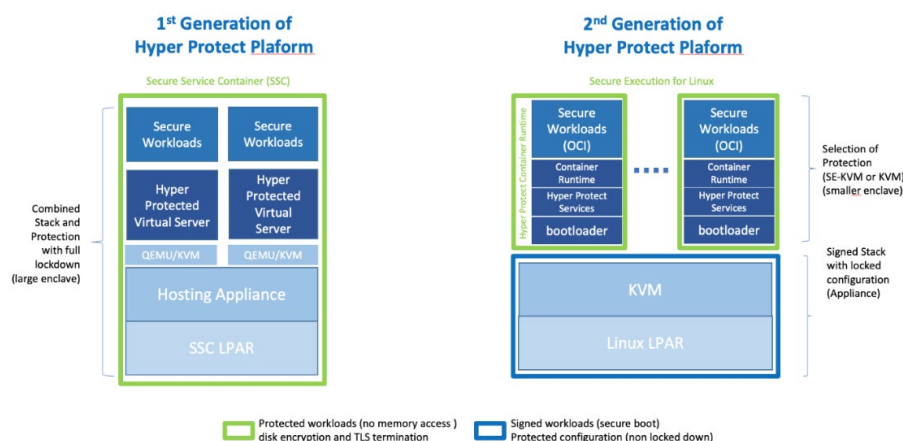 1st Generation of
Hyper Protect Plaform
Secure Service Container (SSC)
Combined
Stack and
Protection
with full
lockdown
(large enclave)
Secure
Workloads
Secure
Workloads
Hyper
Protected
Virtual Server
Hyper
Protected
Virtual
Server
QEMU/KVM
QEMU/KVM
Hosting Appliance
SSC LPAR
2nd Generation of
Hyper Protect Plaform
Secure Execution for Linux
Hyper Protect Container Runtime
Secure
Workloads
(OCI)
Container
Runtime
Hyper Protect
Services
bootloader
Secure
Workloads
(OCI)
Container
Runtime
Hyper Protect
Services
bootloader
Selection of
Protection
(SE-KVM or KVM)
(smaller enclave)
KVM
Linux LPAR
Signed Stack
with locked
configuration
(Appliance)
Protected workloads (no memory access )
disk encryption and TLS termination
Signed workloads (secure boot)
Protected configuration (non locked down)